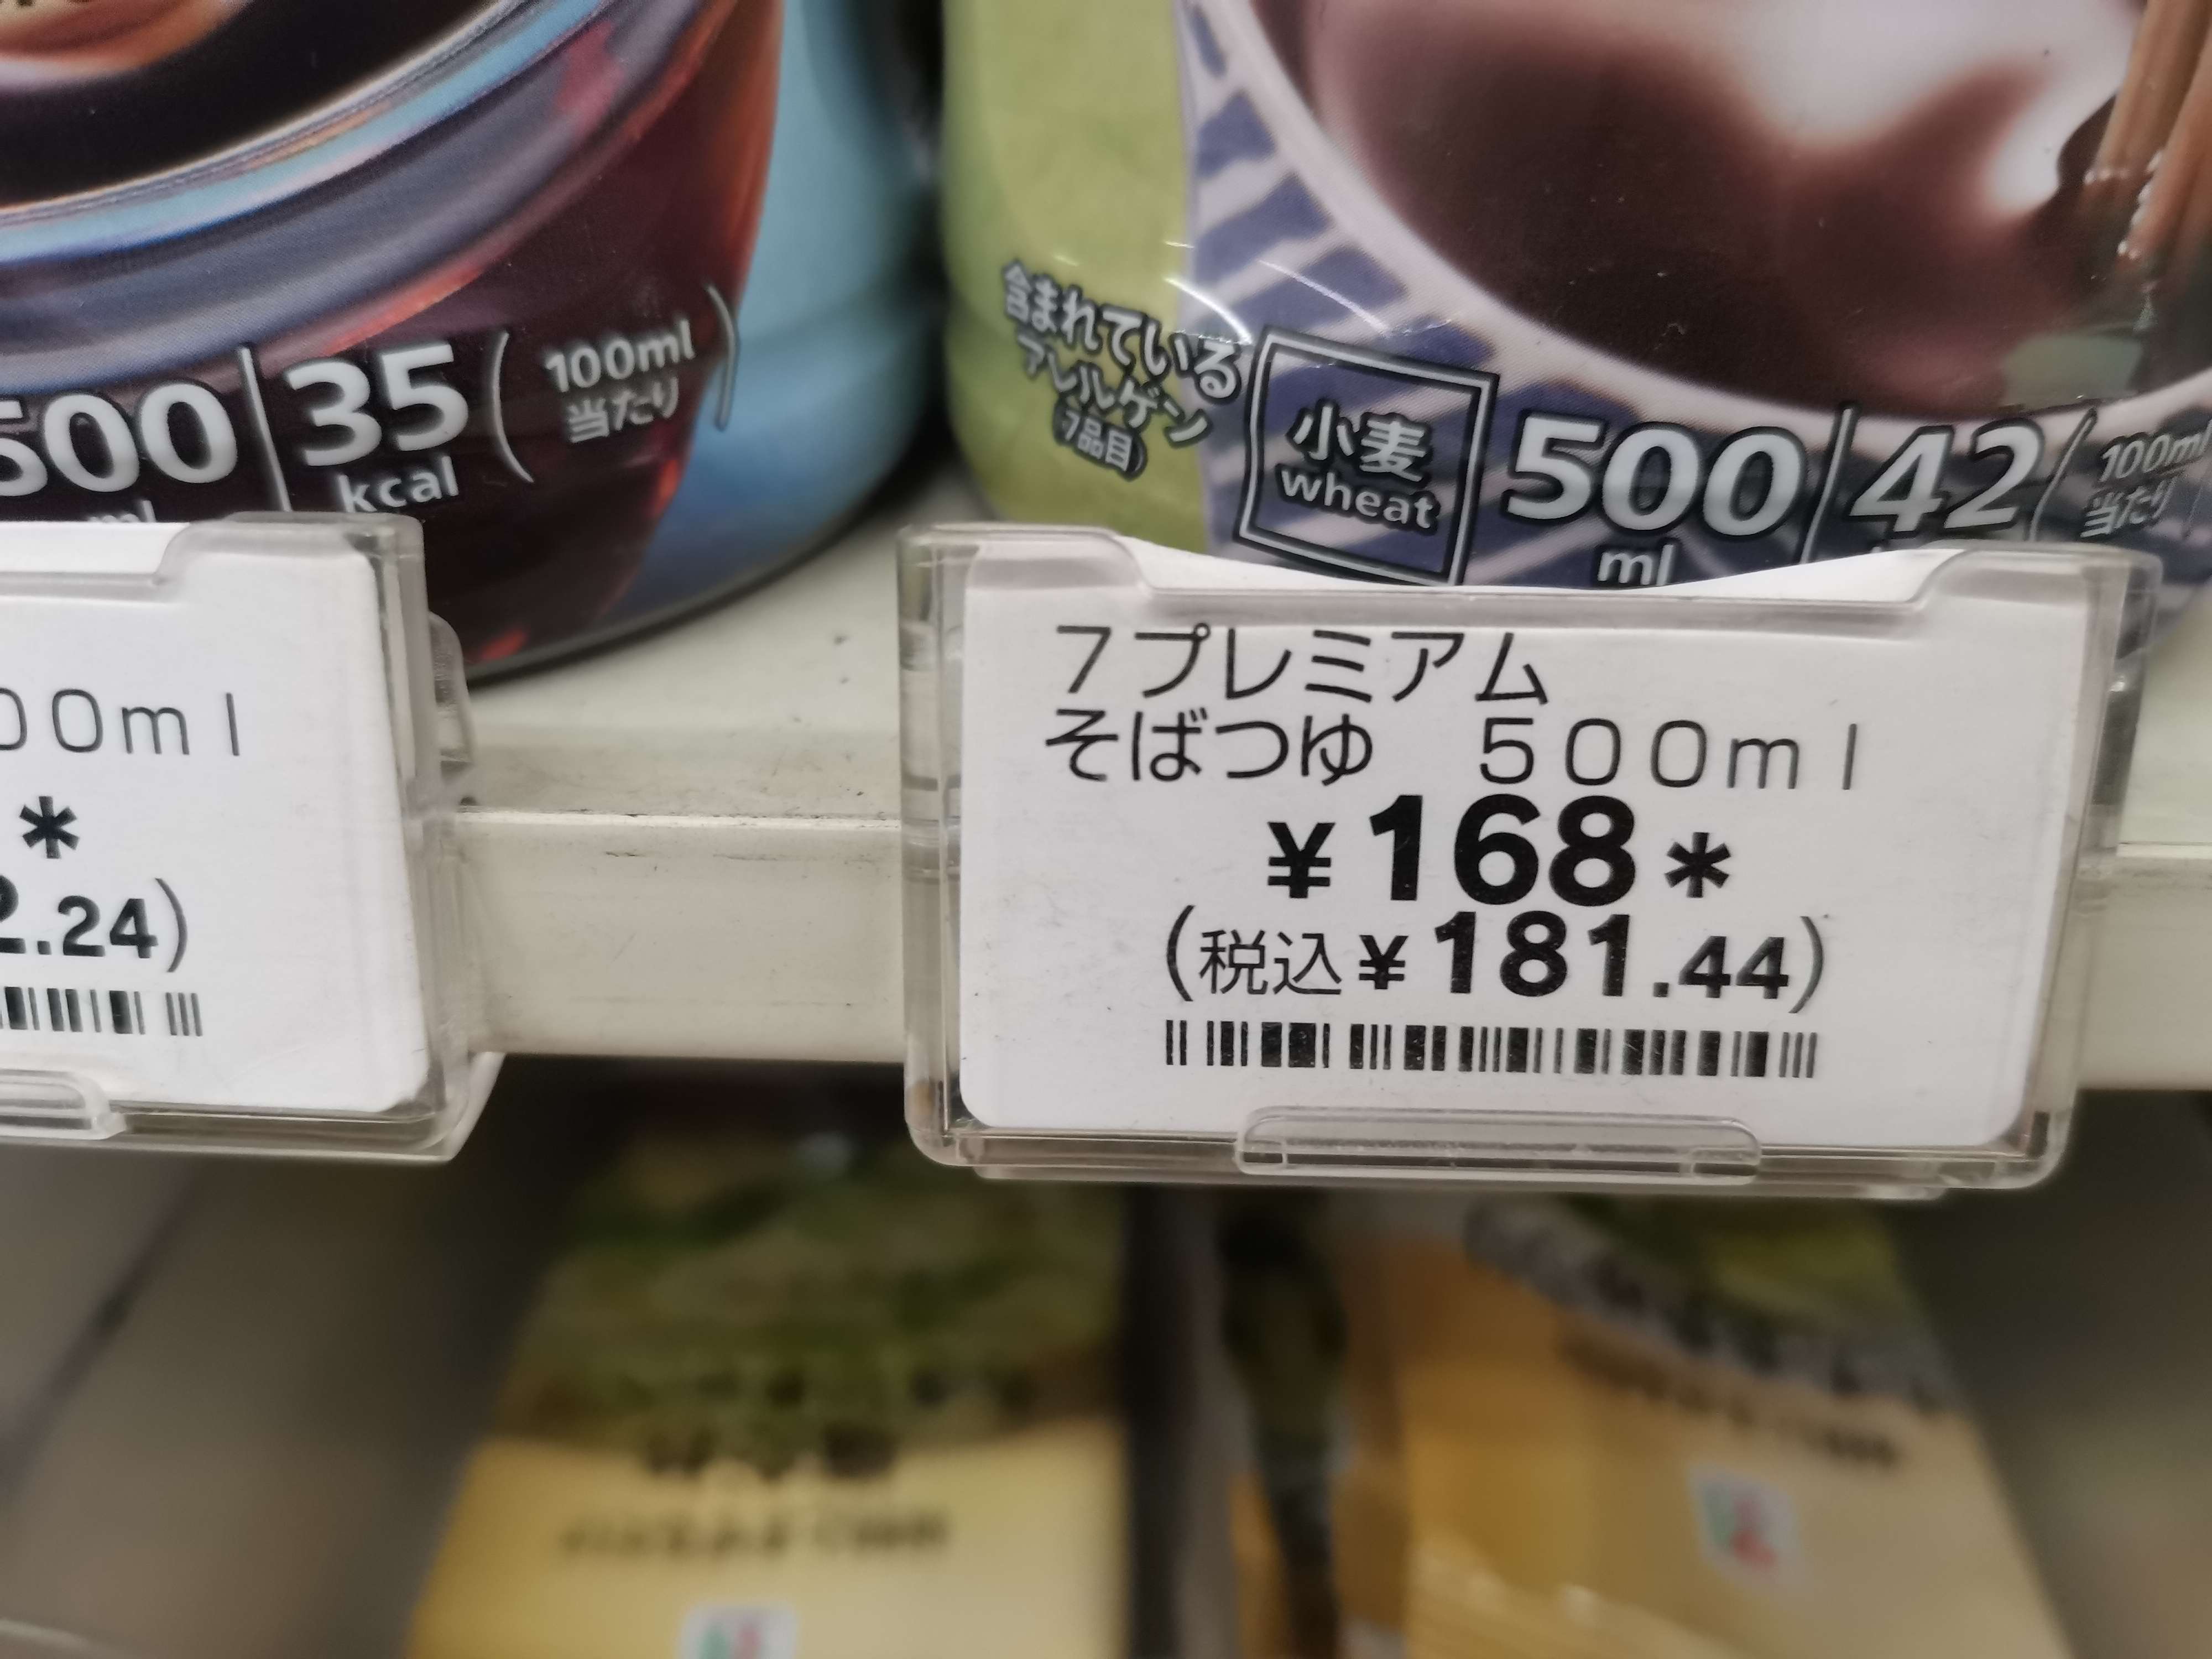 500 35 (100ml
当たり)
ml kcal
含まれている
アレルゲン
(7品目)
小麦
wheat
500 42 (100ml
当たり
ml
00ml
*
2.24)
7プレミアム
そばつゆ 500ml
¥168*
(税込¥181.44)